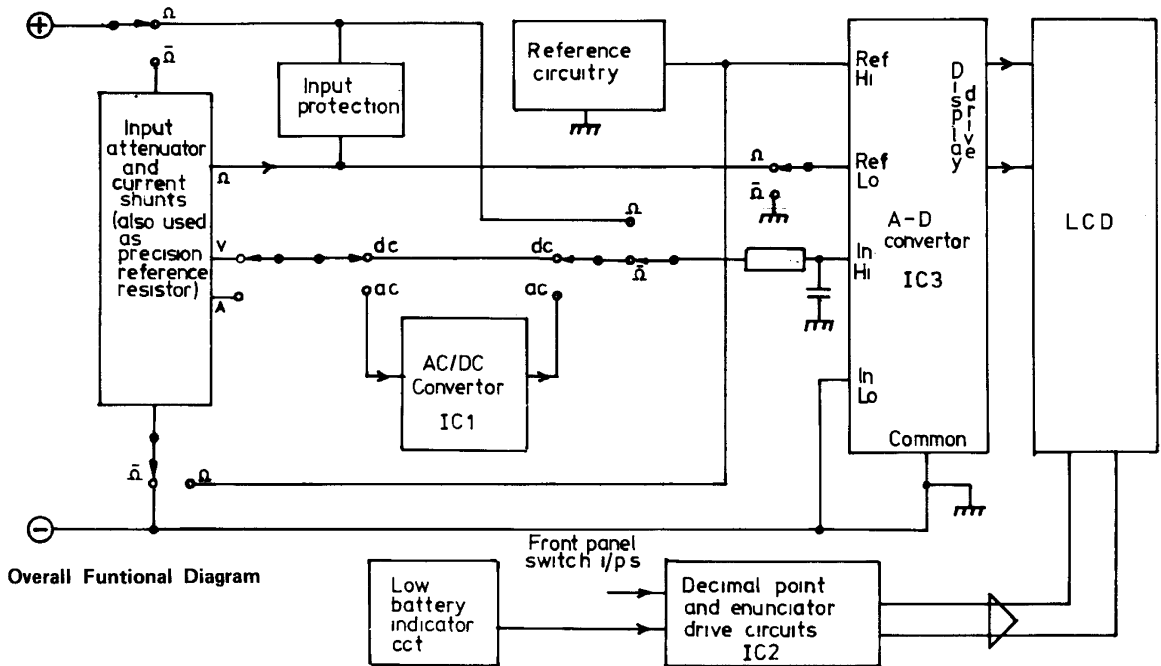 +
Ω
Ω̄
Input
attenuator
and
current
shunts
(also used
as
precision
reference
resistor)
Ω
V
A
Input
protection
Reference
circuitry
Ref
Hi
Ref
Lo
In
Hi
In
Lo
Display
drive
A-D
convertor
IC3
Common
LCD
Ω
Ω̄
Ω
Ω̄
dc
dc
ac
ac
AC/DC
Convertor
IC1
Ω̄
Ω
−
Overall Funtional Diagram
Front panel
switch i/ps
Low
battery
indicator
cct
Decimal point
and enunciator
drive circuits
IC2